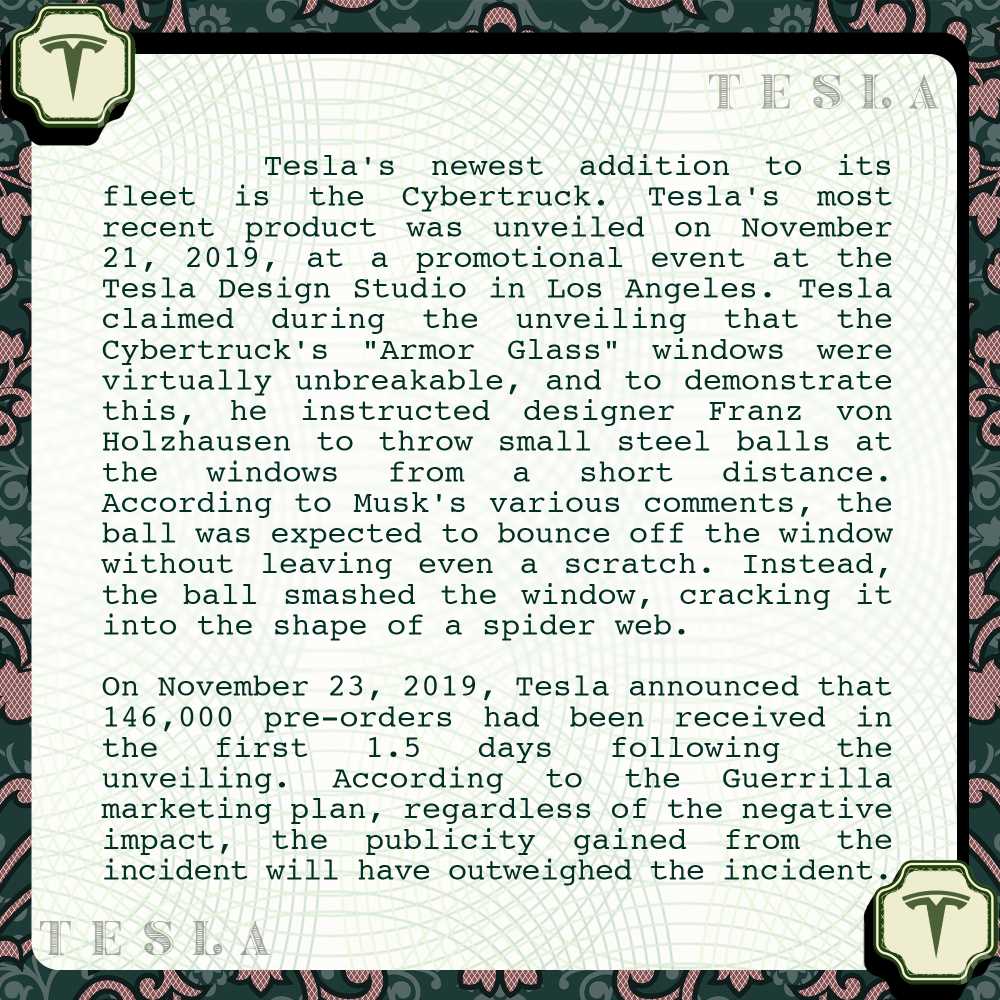 TESLA
Tesla's newest addition to its
fleet is the Cybertruck. Tesla's most
recent product was unveiled on November
21, 2019, at a promotional event at the
Tesla Design Studio in Los Angeles. Tesla
claimed during the unveiling that the
Cybertruck's "Armor Glass" windows were
virtually unbreakable, and to demonstrate
this, he instructed designer Franz von
Holzhausen to throw small steel balls at
the windows from a short distance.
According to Musk's various comments, the
ball was expected to bounce off the window
without leaving even a scratch. Instead,
the ball smashed the window, cracking it
into the shape of a spider web.
On November 23, 2019, Tesla announced that
146,000 pre-orders had been received in
the first 1.5 days following the
unveiling. According to the Guerrilla
marketing plan, regardless of the negative
impact, the publicity gained from the
incident will have outweighed the incident.
TESLA